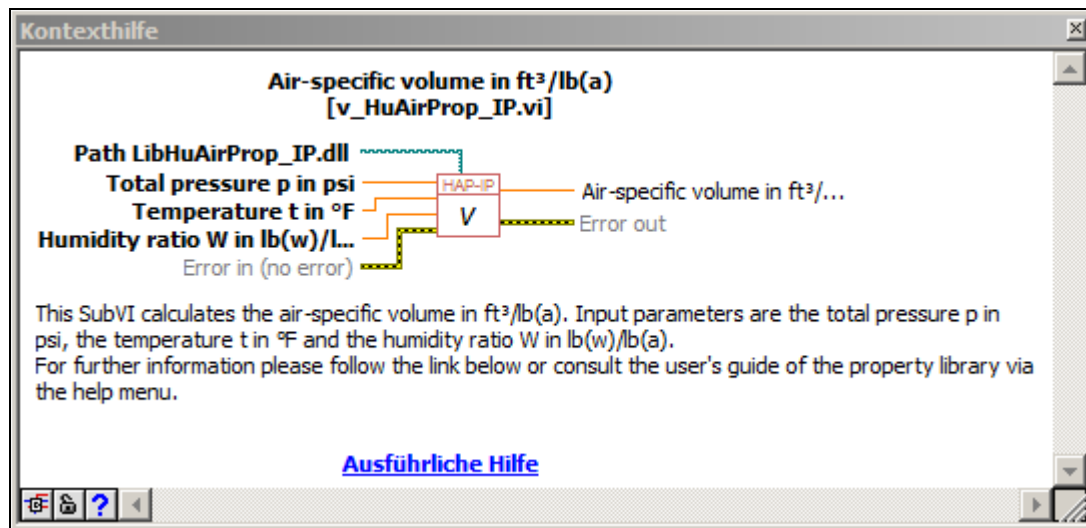 Kontexthilfe
Air-specific volume in ft³/lb(a)
[v_HuAirProp_IP.vi]
Path LibHuAirProp_IP.dll
Total pressure p in psi
Temperature t in °F
Humidity ratio W in lb(w)/l...
Error in (no error)
HAP-IP
v
Air-specific volume in ft³/...
Error out
This SubVI calculates the air-specific volume in ft³/lb(a). Input parameters are the total pressure p in
psi, the temperature t in °F and the humidity ratio W in lb(w)/lb(a).
For further information please follow the link below or consult the user's guide of the property library via
the help menu.
Ausführliche Hilfe
?